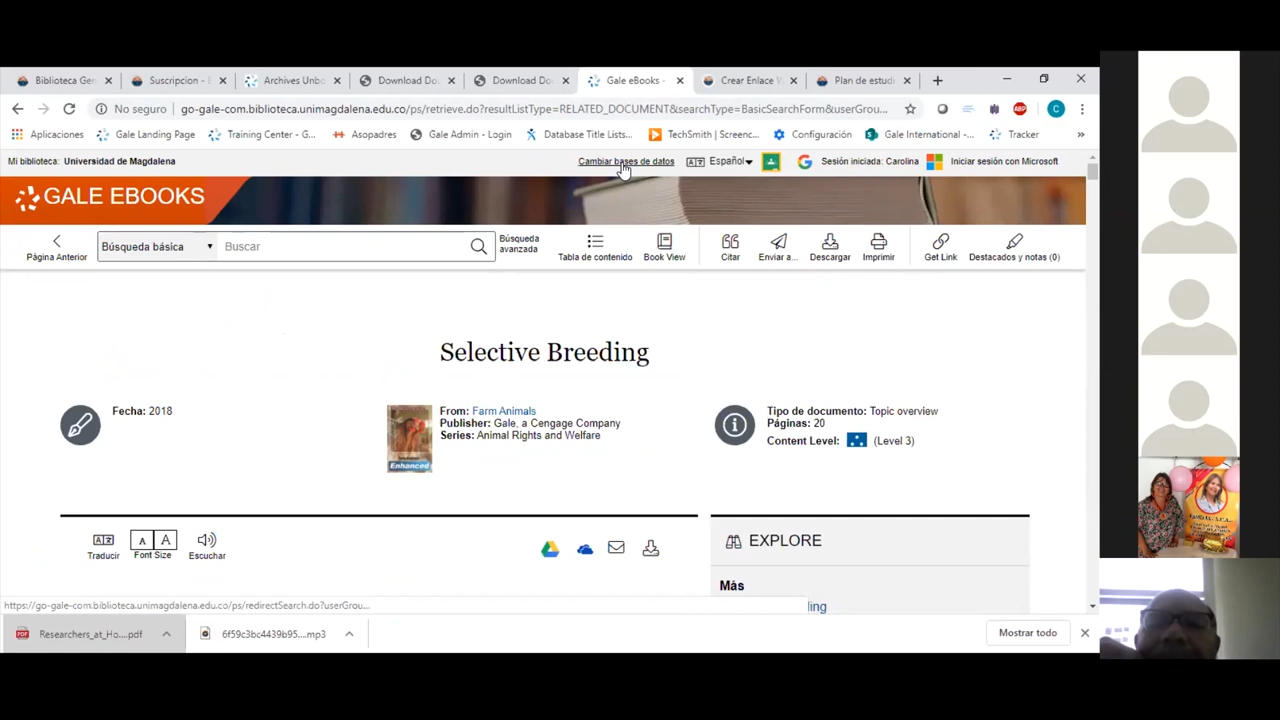 Biblioteca Gen
Suscripcion - E
Archives Unbo
Download Do
Download Do
Gale eBooks -
Crear Enlace W
Plan de estudi
No seguro
go-gale-com.biblioteca.unimagdalena.edu.co/ps/retrieve.do?resultListType=RELATED_DOCUMENT&searchType=BasicSearchForm&userGrou...
ABP
C
Aplicaciones
Gale Landing Page
Training Center - G...
Asopadres
Gale Admin - Login
Database Title Lists...
TechSmith | Screenc...
Configuración
Gale International -...
Tracker
Mi biblioteca: Universidad de Magdalena
Cambiar bases de datos
Español
Sesión iniciada: Carolina
Iniciar sesión con Microsoft
GALE EBOOKS
Página Anterior
Búsqueda básica
Buscar
Búsqueda
avanzada
Tabla de contenido
Book View
Citar
Enviar a...
Descargar
Imprimir
Get Link
Destacados y notas (0)
Selective Breeding
Fecha: 2018
Enhanced
From: Farm Animals
Publisher: Gale, a Cengage Company
Series: Animal Rights and Welfare
Tipo de documento: Topic overview
Páginas: 20
Content Level: (Level 3)
Traducir
A A
Font Size
Escuchar
EXPLORE
Más
ding
https://go-gale-com.biblioteca.unimagdalena.edu.co/ps/redirectSearch.do?userGrou...
Researchers_at_Ho....pdf
6f59c3bc4439b95....mp3
Mostrar todo